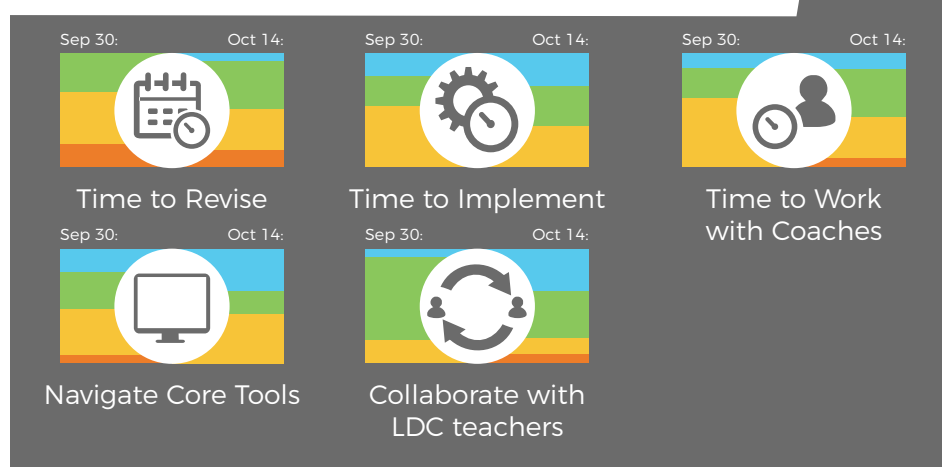 Sep 30: Oct 14:
Sep 30: Oct 14:
Sep 30: Oct 14:
Time to Revise
Time to Implement
Time to Work
with Coaches
Sep 30: Oct 14:
Sep 30: Oct 14:
Navigate Core Tools
Collaborate with
LDC teachers